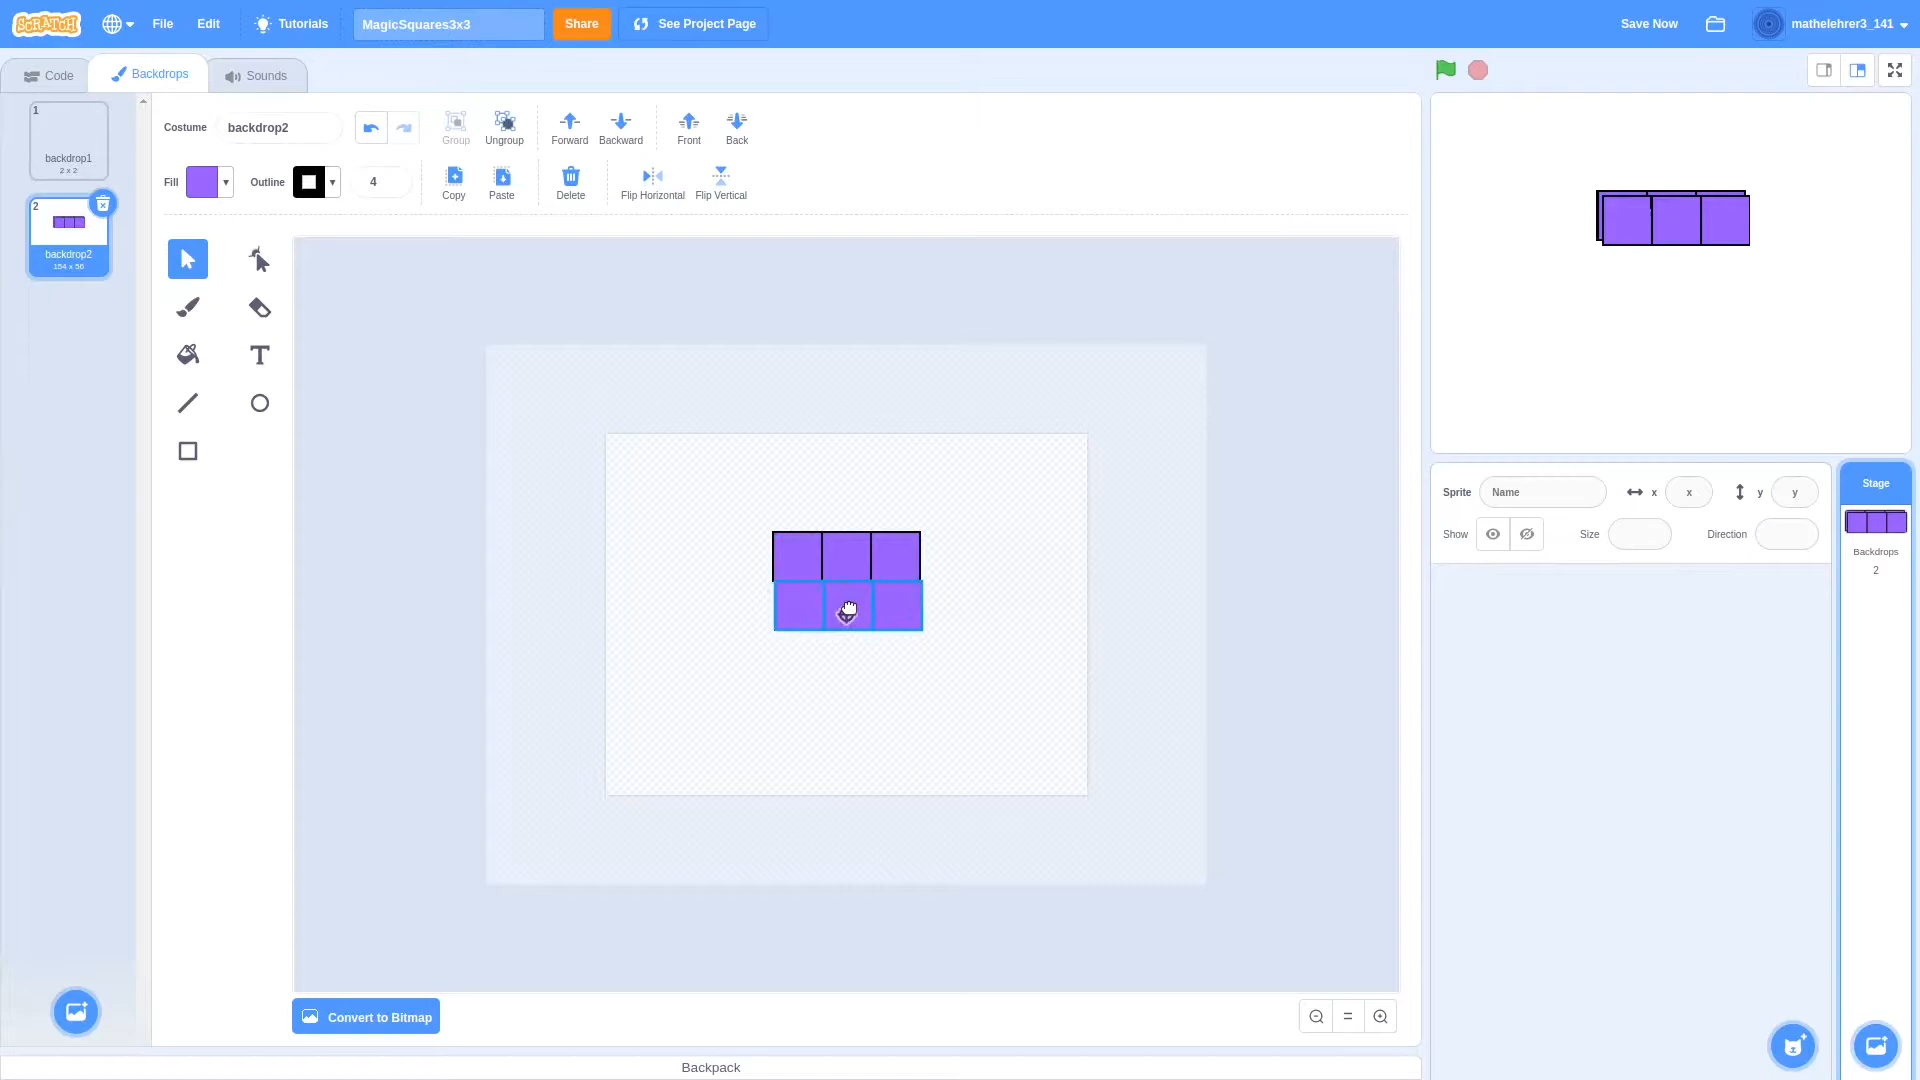 SCRATCH File Edit Tutorials MagicSquares3x3 Share See Project Page Save Now mathelehrer3_141
Code Backdrops Sounds
1
backdrop1
2 x 2
2
backdrop2
154 x 56
Costume backdrop2 Group Ungroup Forward Backward Front Back
Fill Outline 4 Copy Paste Delete Flip Horizontal Flip Vertical
T
Convert to Bitmap
=
Backpack
Sprite Name x x y y
Show Size Direction
Stage
Backdrops
2